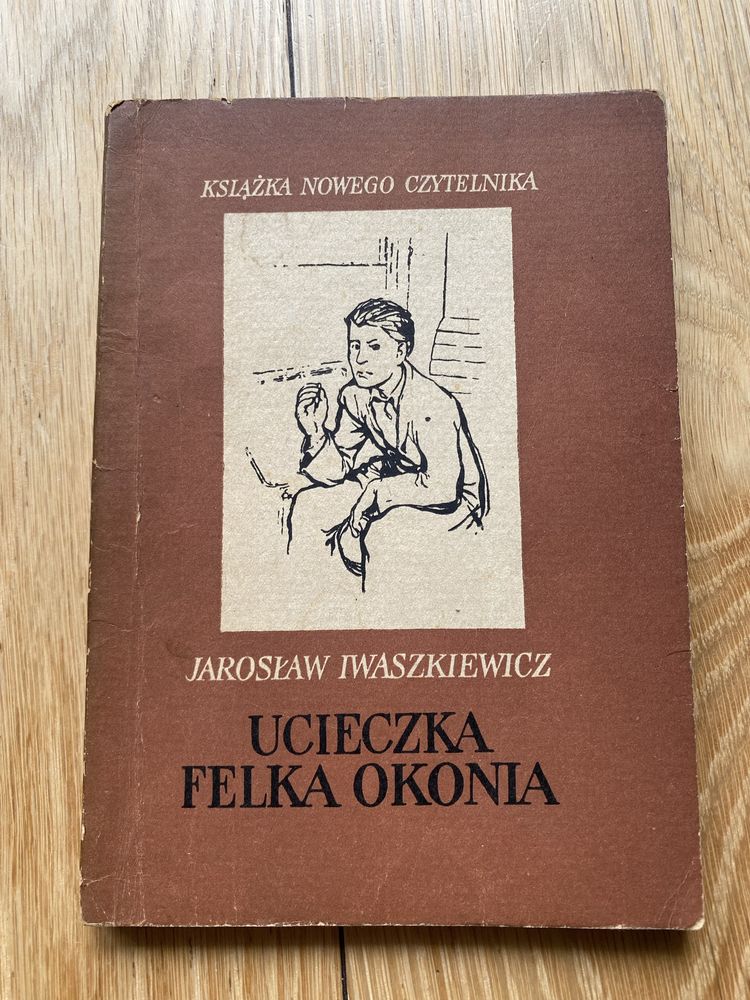 KSIĄŻKA NOWEGO CZYTELNIKA
JAROSŁAW IWASZKIEWICZ
UCIECZKA
FELKA OKONIA